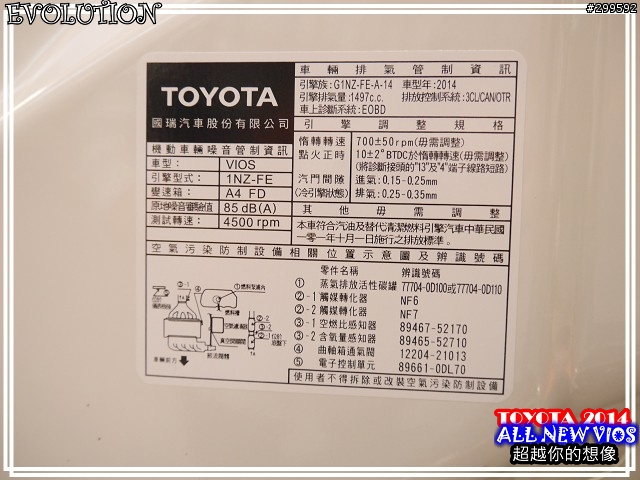 EVOLUTION
#299592
TOYOTA
國瑞汽車股份有限公司
機動車輛噪音管制資訊
車型： VIOS
引擎型式： 1NZ-FE
變速箱： A4 FD
原地噪音審驗值 85 dB(A)
測試轉速： 4500 rpm
車輛排氣管制資訊
引擎族：G1NZ-FE-A-14 車型年：2014
引擎排氣量：1497c.c. 排放控制系統：3CL/CAN/OTR
車上診斷系統：EOBD
引擎調整規格
惰轉轉速 700±50rpm(毋需調整)
點火正時 10±2° BTDC於惰轉轉速(毋需調整)
(將診斷接頭的"13"及"4"端子線路短路)
汽門間隙 進氣：0.15-0.25mm
(冷引擎狀態) 排氣：0.25-0.35mm
其他毋需調整
本車符合汽油及替代清潔燃料引擎汽車中華民國
一０一年十月一日施行之排放標準。
空氣污染防制設備相關位置示意圖及辨識號碼
零件名稱 辨識號碼
① 蒸氣排放活性碳罐 77704-0D100或77704-0D110
②-1 觸媒轉化器 NF6
②-2 觸媒轉化器 NF7
③-1 空燃比感知器 89467-52170
③-2 含氧量感知器 89465-52710
④ 曲軸箱通氣閥 12204-21013
⑤ 電子控制單元 89661-0DL70
使用者不得拆除或改裝空氣污染防制設備
燃料槽
車輛前方
TOYOTA 2014
ALL NEW VIOS
超越你的想像